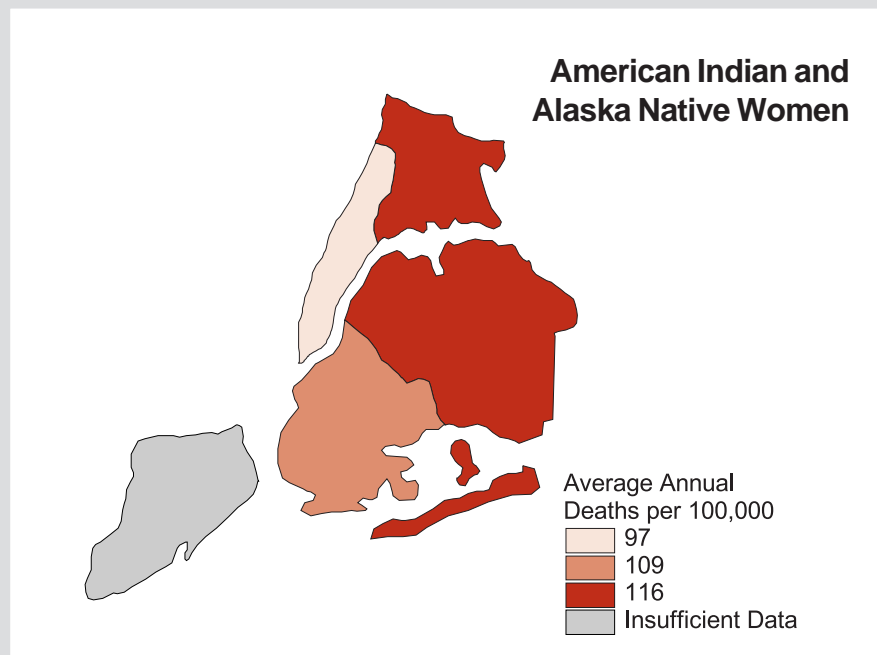 American Indian and
Alaska Native Women
Average Annual
Deaths per 100,000
97
109
116
Insufficient Data